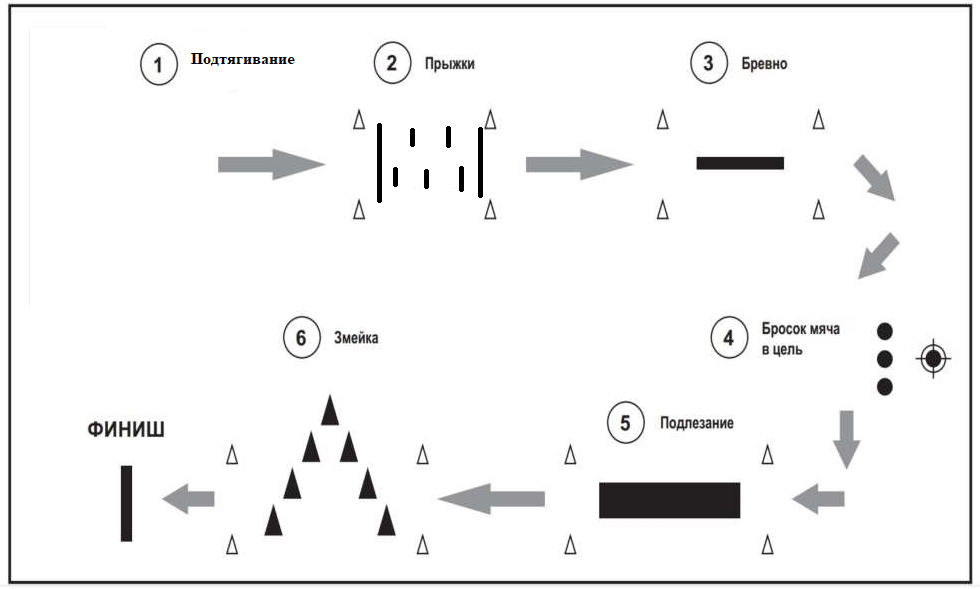 1 Подтягивание
2 Прыжки
3 Бревно
4 Бросок мяча
в цель
5 Подлезание
6 Змейка
ФИНИШ